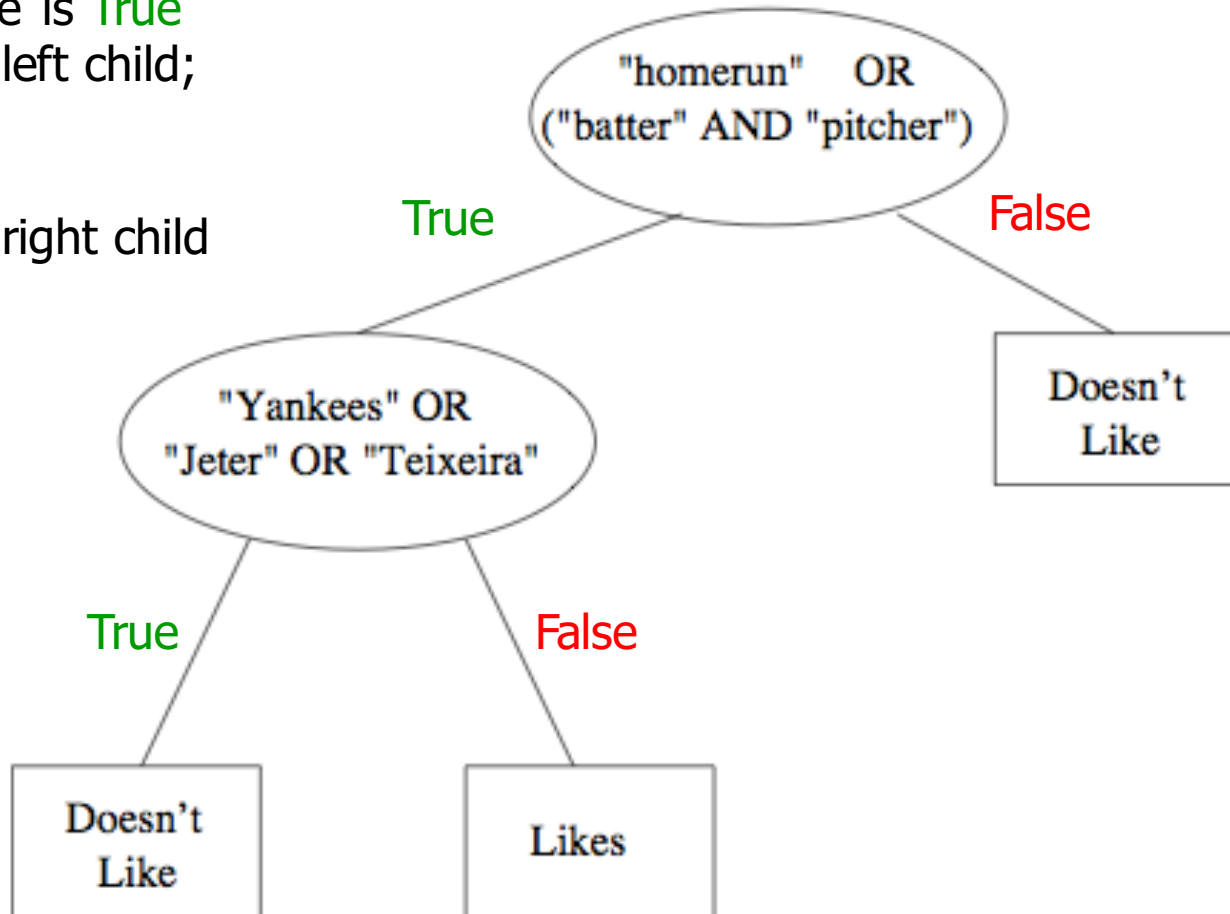 e is True
left child;
right child
"homerun" OR
("batter" AND "pitcher")
True
False
"Yankees" OR
"Jeter" OR "Teixeira"
Doesn't
Like
True
False
Doesn't
Like
Likes